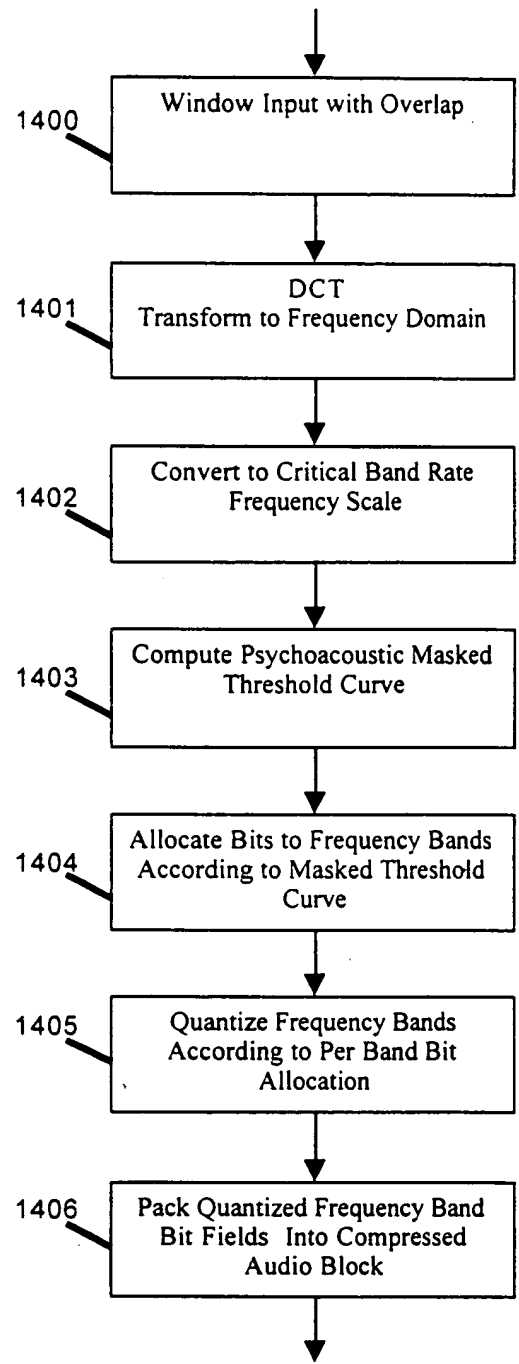 1400
Window Input with Overlap
1401
DCT
Transform to Frequency Domain
1402
Convert to Critical Band Rate
Frequency Scale
1403
Compute Psychoacoustic Masked
Threshold Curve
1404
Allocate Bits to Frequency Bands
According to Masked Threshold
Curve
1405
Quantize Frequency Bands
According to Per Band Bit
Allocation
1406
Pack Quantized Frequency Band
Bit Fields Into Compressed
Audio Block